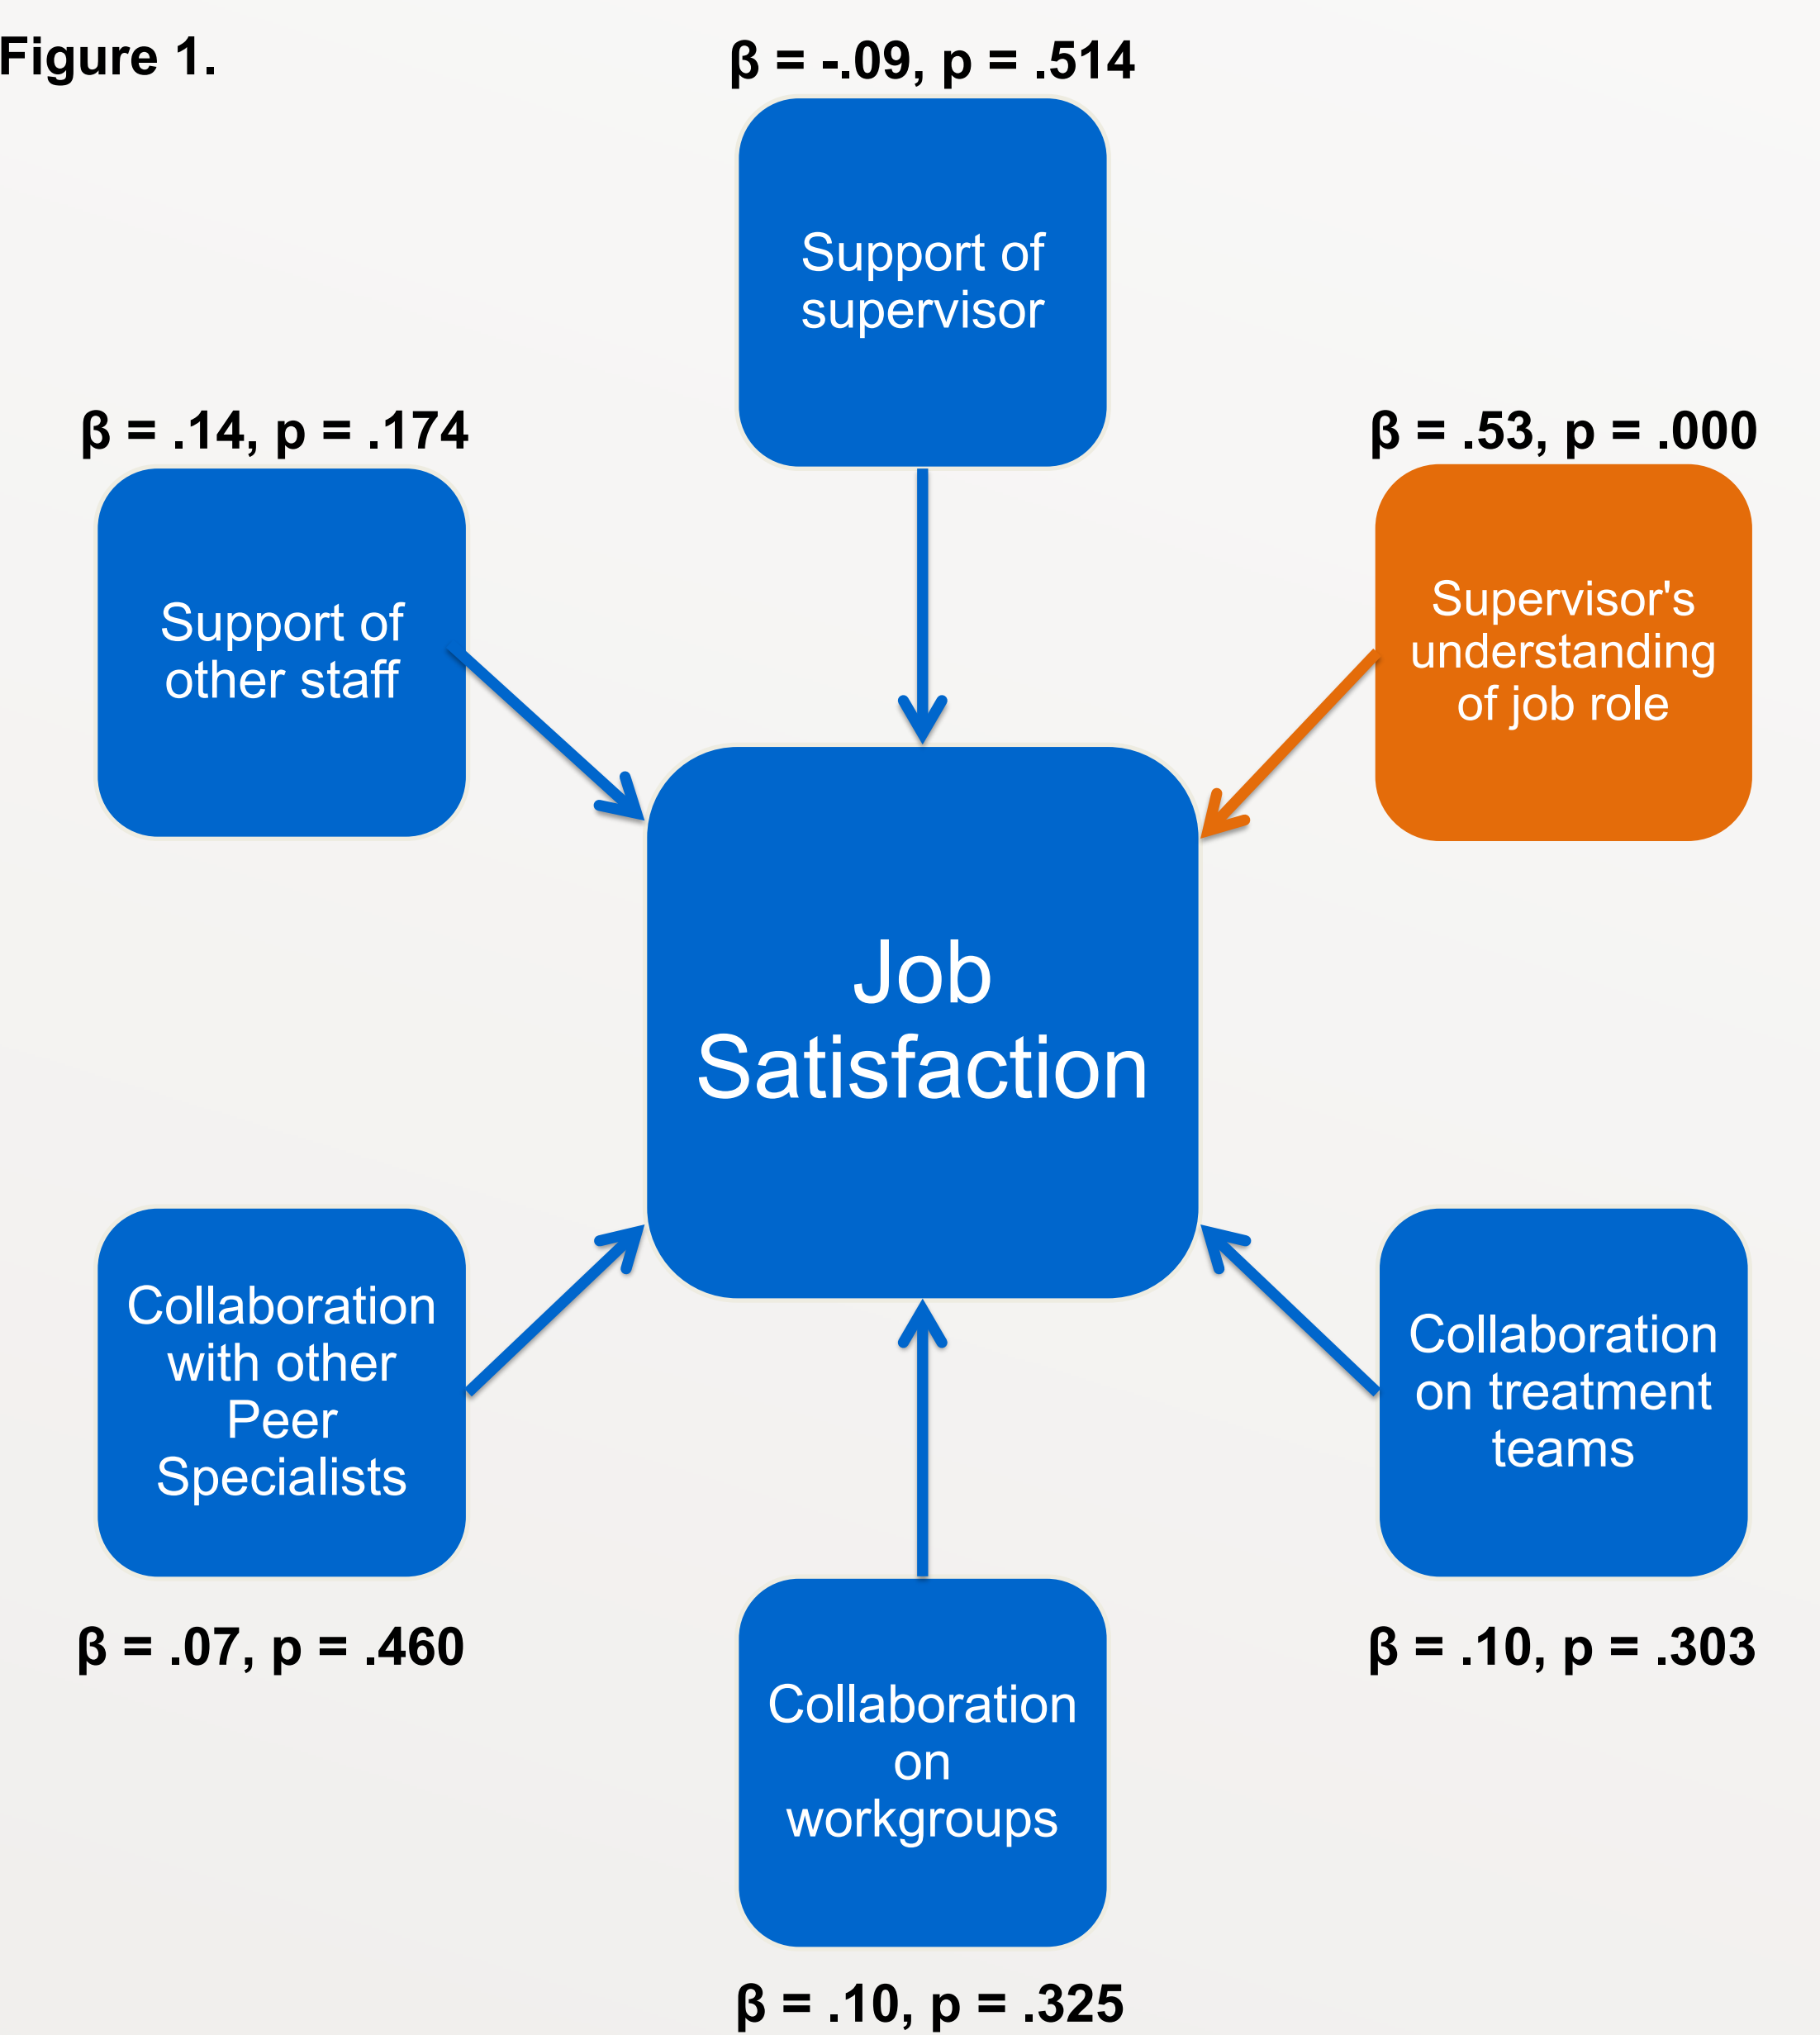 Figure 1.
β = -.09, p = .514
Support of
supervisor
β = .14, p = .174
Support of
other staff
β = .53, p = .000
Supervisor's
understanding
of job role
Job
Satisfaction
Collaboration
with other
Peer
Specialists
β = .07, p = .460
Collaboration
on treatment
teams
β = .10, p = .303
Collaboration
on
workgroups
β = .10, p = .325